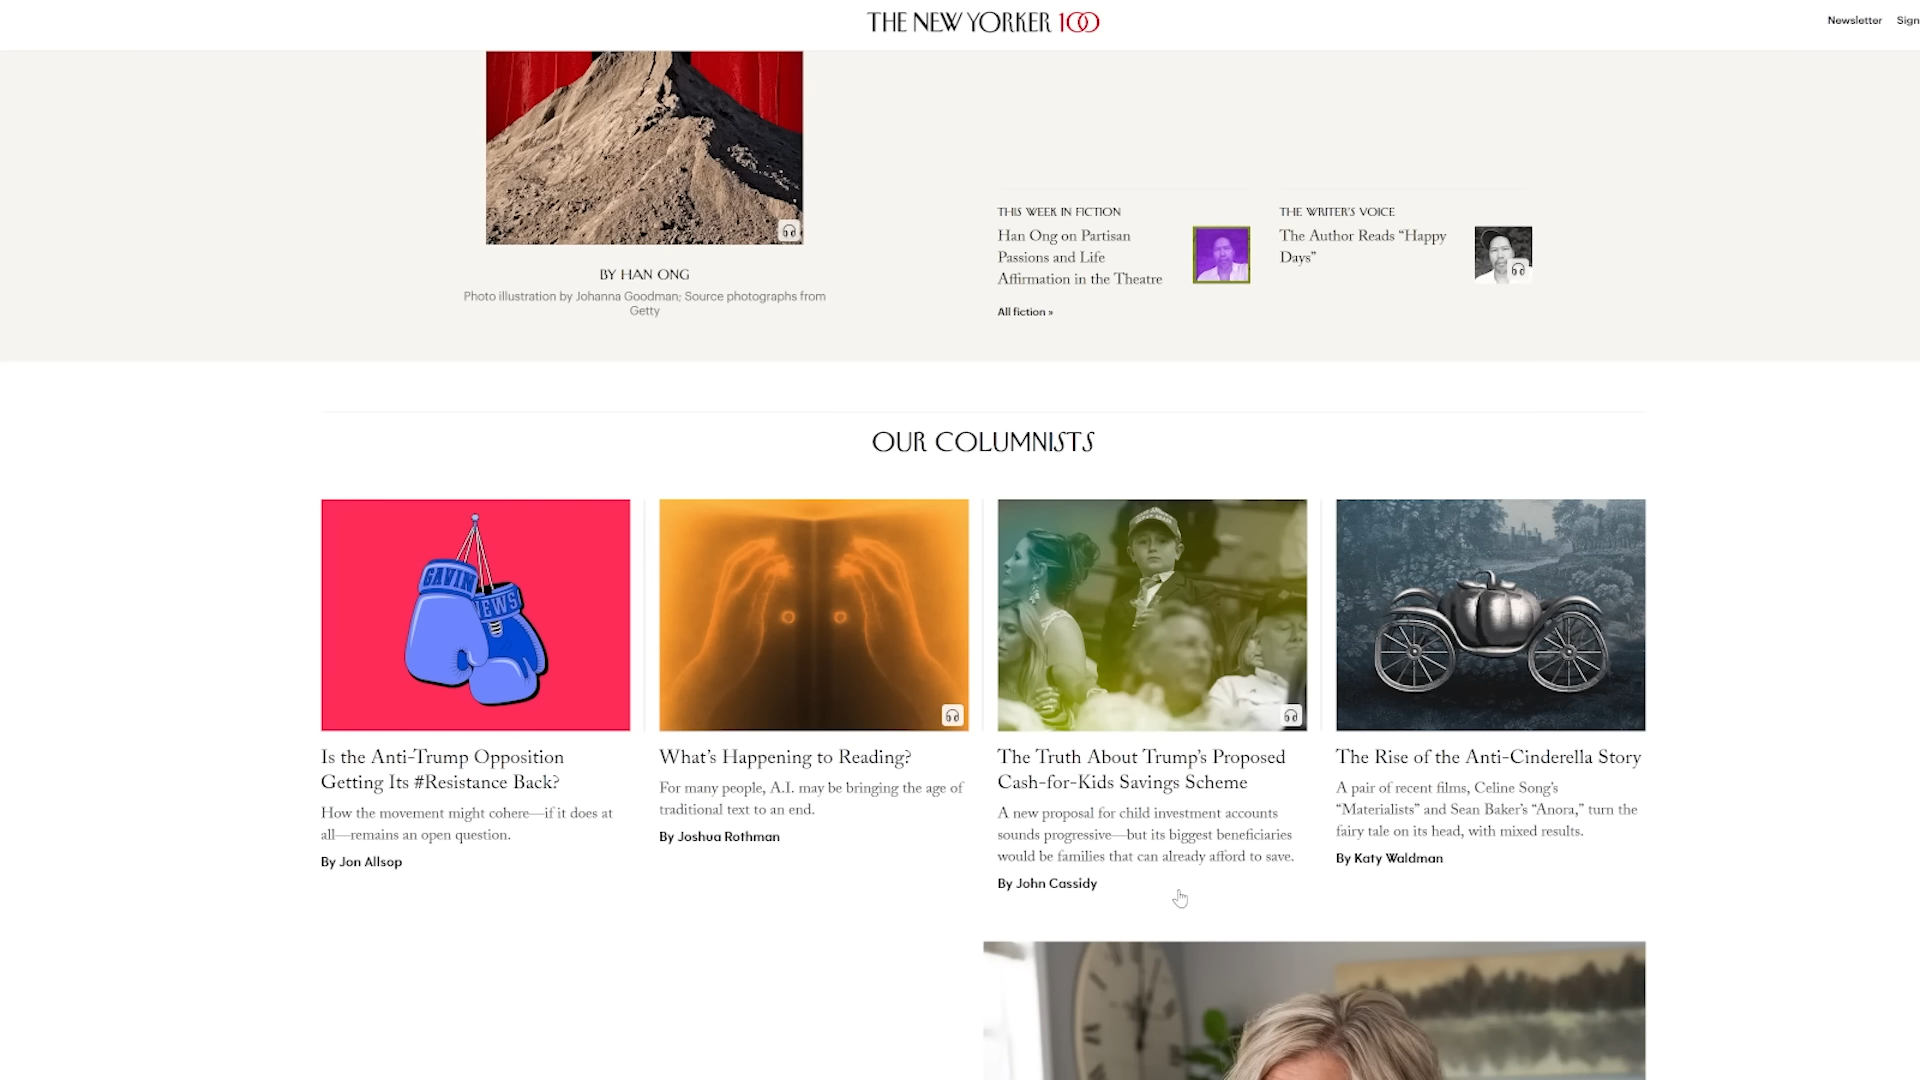 THE NEW YORKER 100
Newsletter
Sign
BY HAN ONG
Photo illustration by Johanna Goodman; Source photographs from
Getty
THIS WEEK IN FICTION
Han Ong on Partisan
Passions and Life
Affirmation in the Theatre
All fiction »
THE WRITER'S VOICE
The Author Reads “Happy
Days”
OUR COLUMNISTS
GAVIN
NEWS
Is the Anti-Trump Opposition
Getting Its #Resistance Back?
How the movement might cohere—if it does at
all—remains an open question.
By Jon Allsop
What’s Happening to Reading?
For many people, A.I. may be bringing the age of
traditional text to an end.
By Joshua Rothman
The Truth About Trump’s Proposed
Cash-for-Kids Savings Scheme
A new proposal for child investment accounts
sounds progressive—but its biggest beneficiaries
would be families that can already afford to save.
By John Cassidy
The Rise of the Anti-Cinderella Story
A pair of recent films, Celine Song’s
“Materialists” and Sean Baker’s “Anora,” turn the
fairy tale on its head, with mixed results.
By Katy Waldman